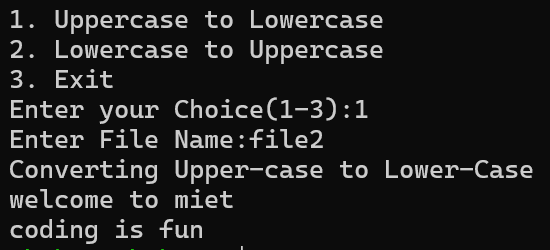 1. Uppercase to Lowercase
2. Lowercase to Uppercase
3. Exit
Enter your Choice(1-3):1
Enter File Name:file2
Converting Upper-case to Lower-Case
welcome to miet
coding is fun